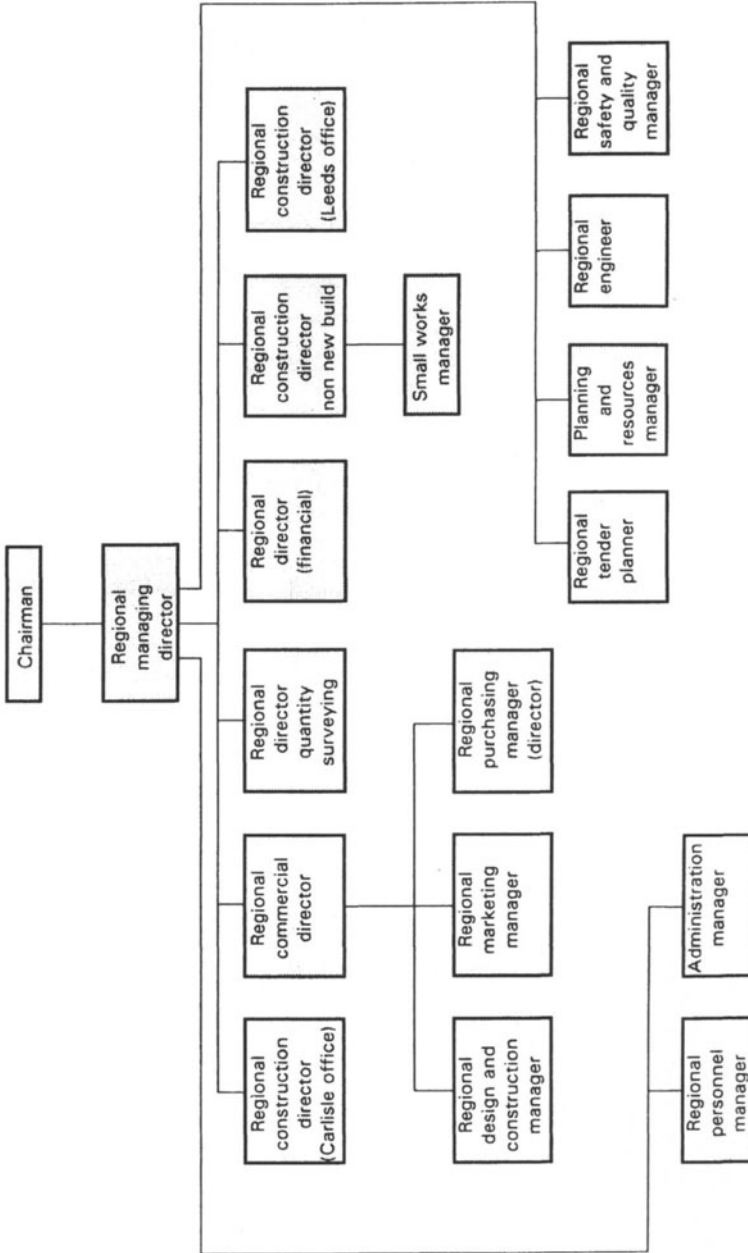 Chairman
Regional
managing
director
Regional
construction
director
(Carlisle office)
Regional
commercial
director
Regional
director
quantity
surveying
Regional
director
(financial)
Regional
construction
director
non new build
Regional
construction
director
(Leeds office)
Regional
design and
construction
manager
Regional
marketing
manager
Regional
purchasing
manager
(director)
Small works
manager
Regional
personnel
manager
Administration
manager
Regional
tender
planner
Planning
and
resources
manager
Regional
engineer
Regional
safety and
quality
manager